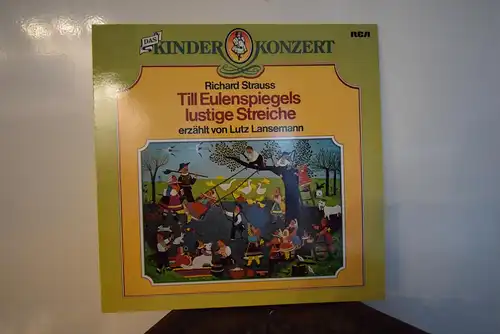 DAS KINDER KONZERT
RCA
Richard Strauss
Till Eulenspiegels
lustige Streiche
erzählt von Lutz Lansemann